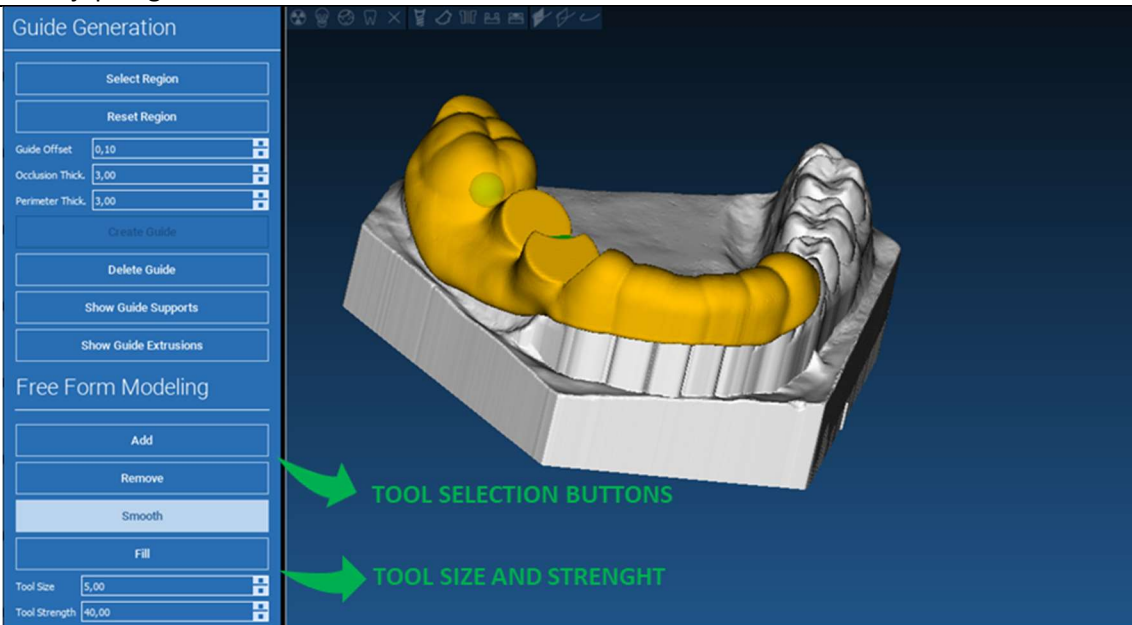 Guide Generation
Select Region
Reset Region
Guide Offset 0,10
Occlusion Thick. 3,00
Perimeter Thick. 3,00
Create Guide
Delete Guide
Show Guide Supports
Show Guide Extrusions
Free Form Modeling
Add
Remove
TOOL SELECTION BUTTONS
Smooth
Fill
TOOL SIZE AND STRENGHT
Tool Size 5,00
Tool Strength 40,00